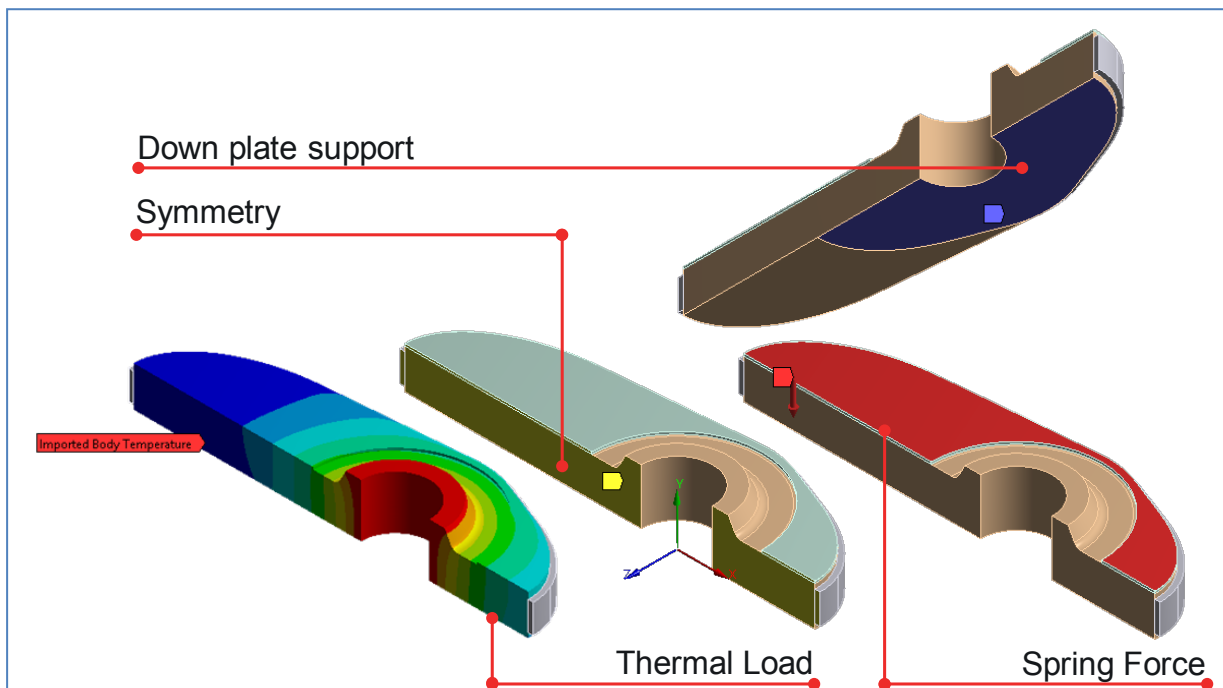 Down plate support
Symmetry
Imported Body Temperature
Y
Z
X
Thermal Load
Spring Force